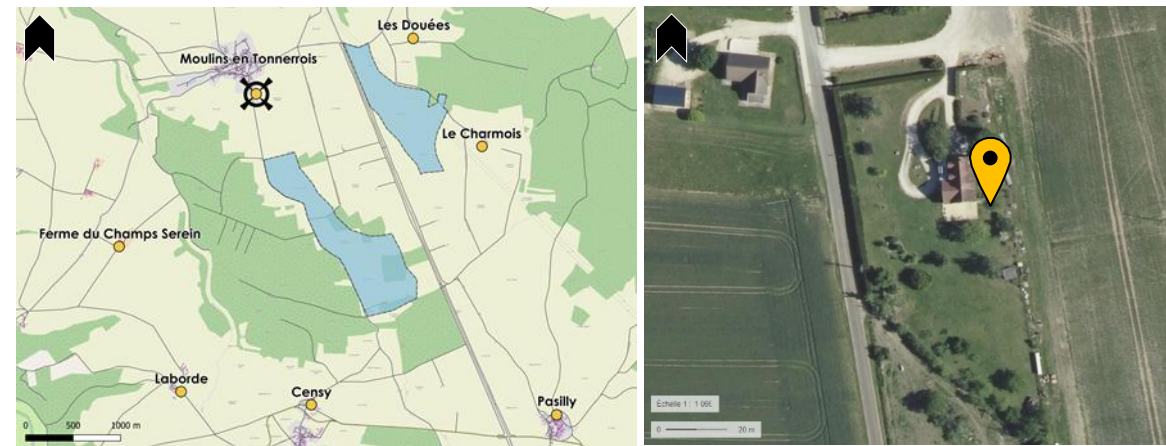 Les Douées
Moulins en Tonnerrois
Le Charmois
Ferme du Champs Serein
Laborde
Censy
Pasilly
0 500 1000 m
Échelle 1 : 1 066
0 20 m